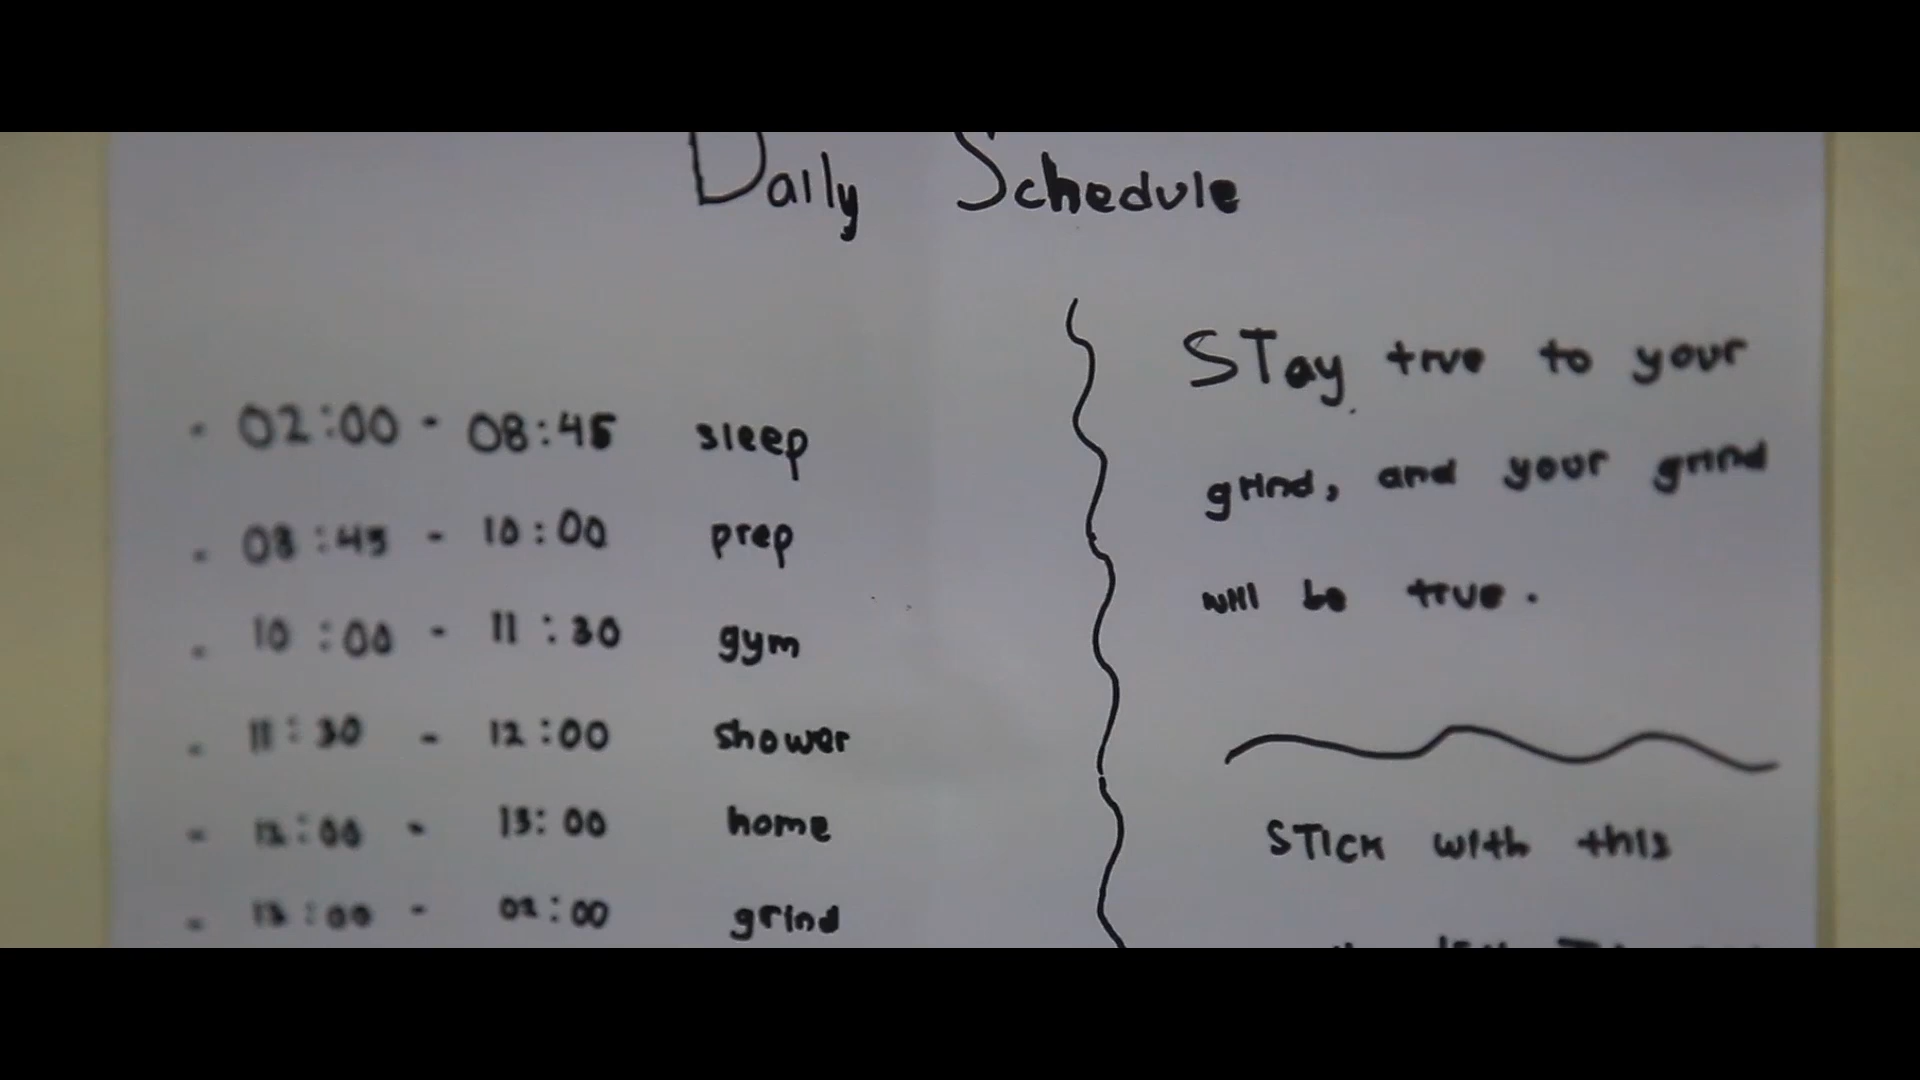 Daily Schedule
- 02:00 - 08:45 sleep
- 08:45 - 10:00 prep
- 10:00 - 11:30 gym
- 11:30 - 12:00 shower
- 12:00 - 13:00 home
- 13:00 - 02:00 grind
STay true to your
grind, and your grind
will be true.
STICK with this